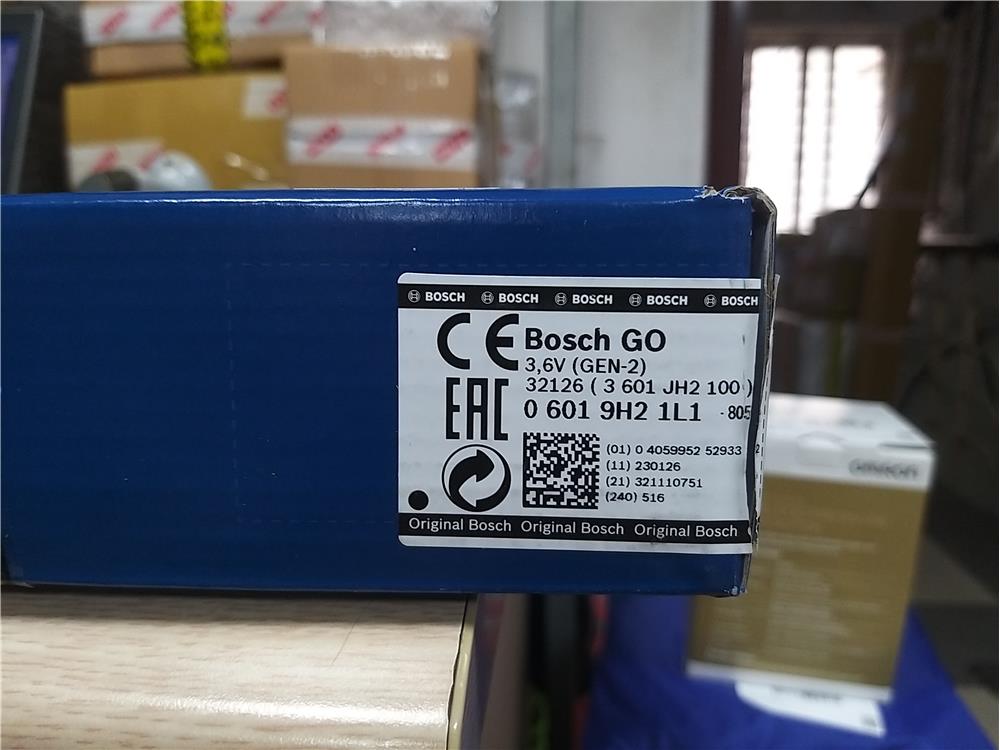 BOSCH BOSCH BOSCH BOSCH BOSCH
CE Bosch GO
3,6V (GEN-2)
32126 ( 3 601 JH2 100 )
EAC 0 601 9H2 1L1 - 805
(01) 0 4059952 52933
(11) 230126
(21) 321110751
(240) 516
Original Bosch Original Bosch Original Bosch
omron